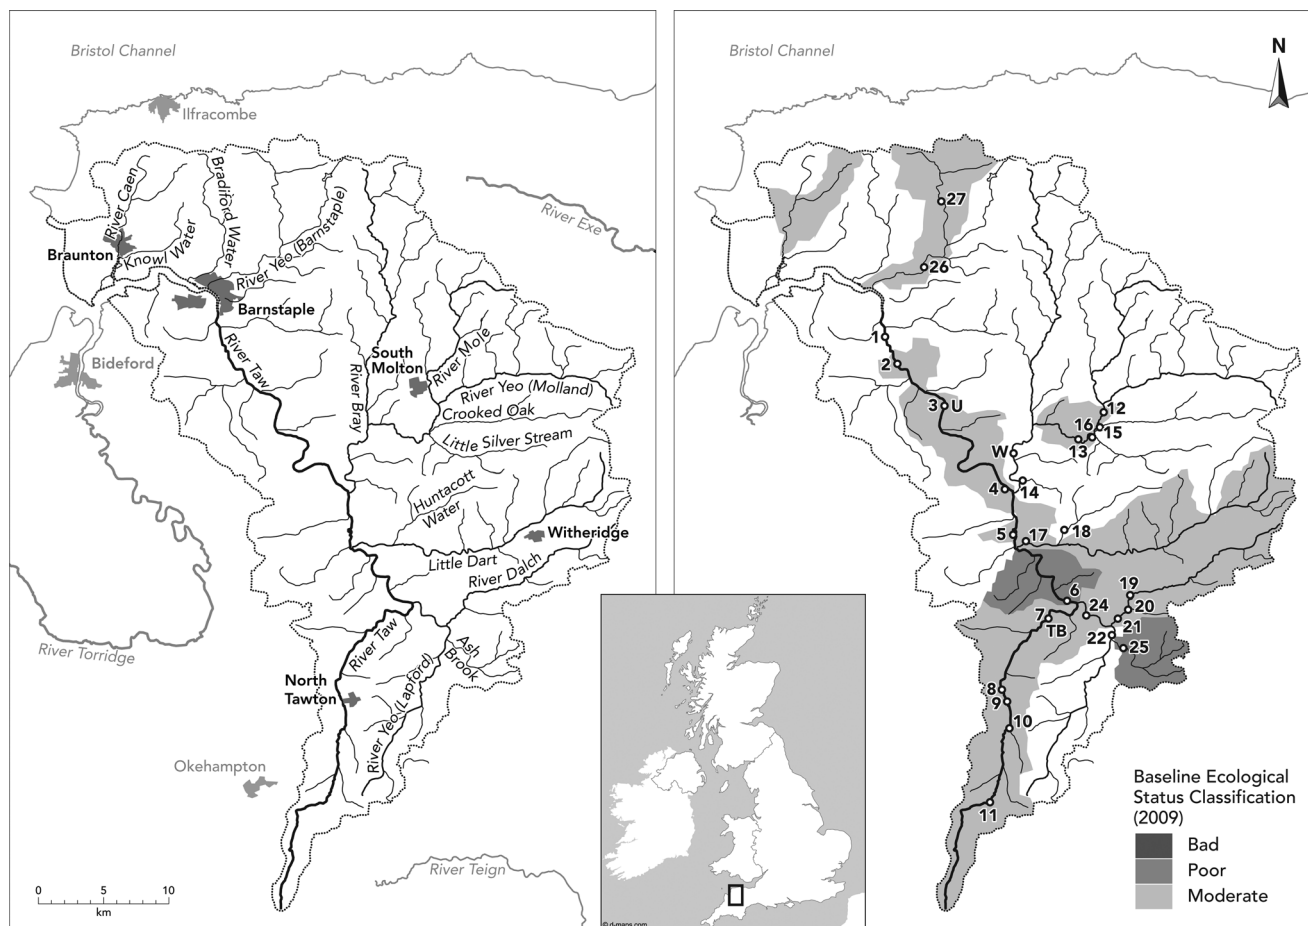 Bristol Channel
Ilfracombe
River Caen
Bradiford Water
River Yeo (Barnstaple)
Knowl Water
Braunton
River Exe
Barnstaple
Bideford
River Taw
South
Molton
River Mole
River Bray
River Yeo (Molland)
Crooked Oak
Little Silver Stream
Huntacott
Water
Witheridge
Little Dart
River Dalch
River Torridge
River Taw
Ash
Brook
North
Tawton
River Yeo (Lapford)
Okehampton
River Teign
0 5 10
km
© d-maps.com
Bristol Channel
N
27
26
1
2
3 U
12
16
15
13
W
14
4
5
17
18
19
6
24
20
7
TB
21
22
25
8
9
10
11
Baseline Ecological
Status Classification
(2009)
Bad
Poor
Moderate